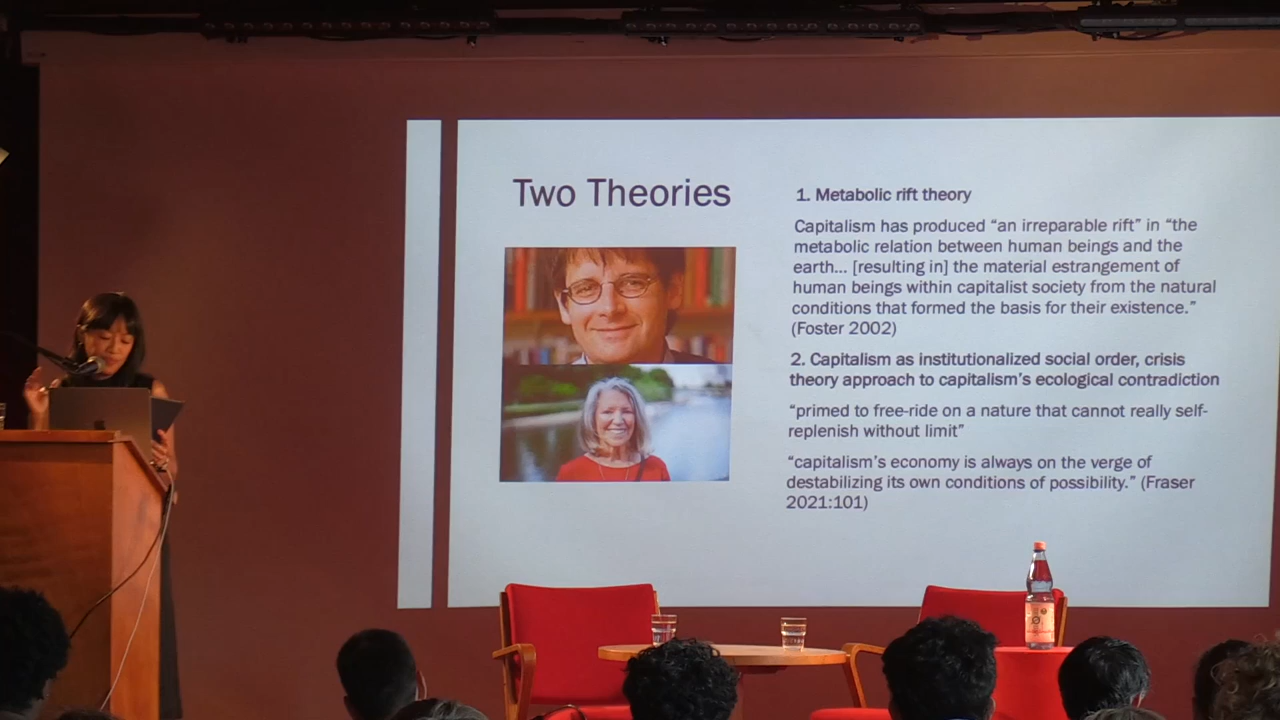 Two Theories
1. Metabolic rift theory
Capitalism has produced “an irreparable rift” in “the
metabolic relation between human beings and the
earth... [resulting in] the material estrangement of
human beings within capitalist society from the natural
conditions that formed the basis for their existence.”
(Foster 2002)
2. Capitalism as institutionalized social order, crisis
theory approach to capitalism’s ecological contradiction
“primed to free-ride on a nature that cannot really self-
replenish without limit”
“capitalism’s economy is always on the verge of
destabilizing its own conditions of possibility.” (Fraser
2021:101)